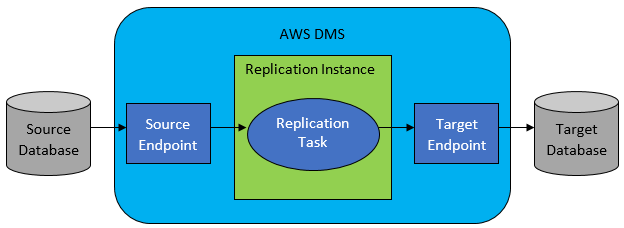 AWS DMS
Replication Instance
Source
Database
Source
Endpoint
Replication
Task
Target
Endpoint
Target
Database